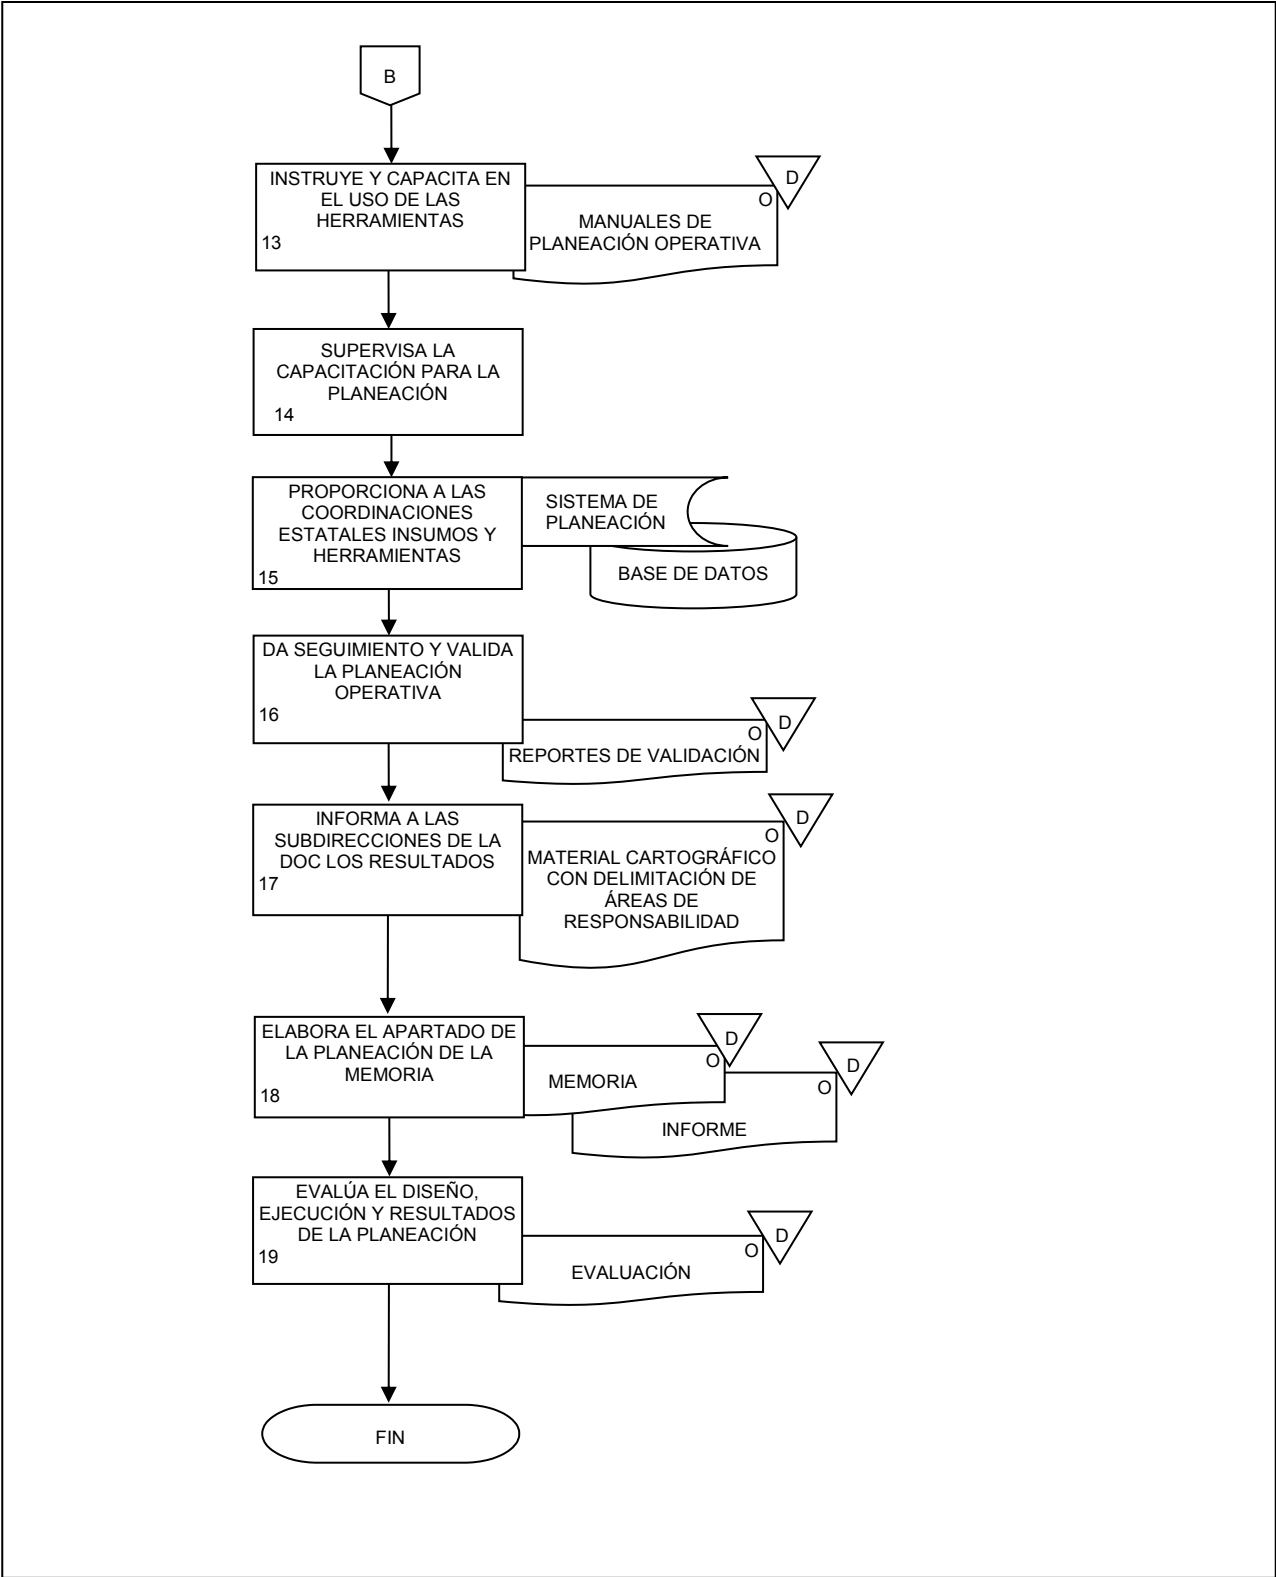 B
INSTRUYE Y CAPACITA EN
EL USO DE LAS
HERRAMIENTAS
13
D
O
MANUALES DE
PLANEACIÓN OPERATIVA
SUPERVISA LA
CAPACITACIÓN PARA LA
PLANEACIÓN
14
PROPORCIONA A LAS
COORDINACIONES
ESTATALES INSUMOS Y
HERRAMIENTAS
15
SISTEMA DE
PLANEACIÓN
BASE DE DATOS
DA SEGUIMIENTO Y VALIDA
LA PLANEACIÓN
OPERATIVA
16
D
O
REPORTES DE VALIDACIÓN
INFORMA A LAS
SUBDIRECCIONES DE LA
DOC LOS RESULTADOS
17
D
O
MATERIAL CARTOGRÁFICO
CON DELIMITACIÓN DE
ÁREAS DE
RESPONSABILIDAD
ELABORA EL APARTADO DE
LA PLANEACIÓN DE LA
MEMORIA
18
D
O
MEMORIA
D
O
INFORME
EVALÚA EL DISEÑO,
EJECUCIÓN Y RESULTADOS
DE LA PLANEACIÓN
19
D
O
EVALUACIÓN
FIN